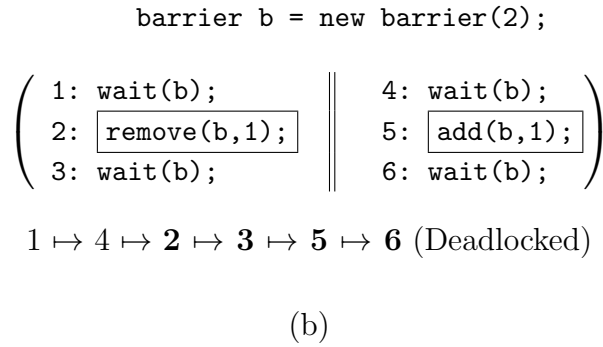 barrier b = new barrier(2);
1: wait(b); 4: wait(b);
2: remove(b,1); 5: add(b,1);
3: wait(b); 6: wait(b);
1 ↦ 4 ↦ 2 ↦ 3 ↦ 5 ↦ 6 (Deadlocked)
(b)